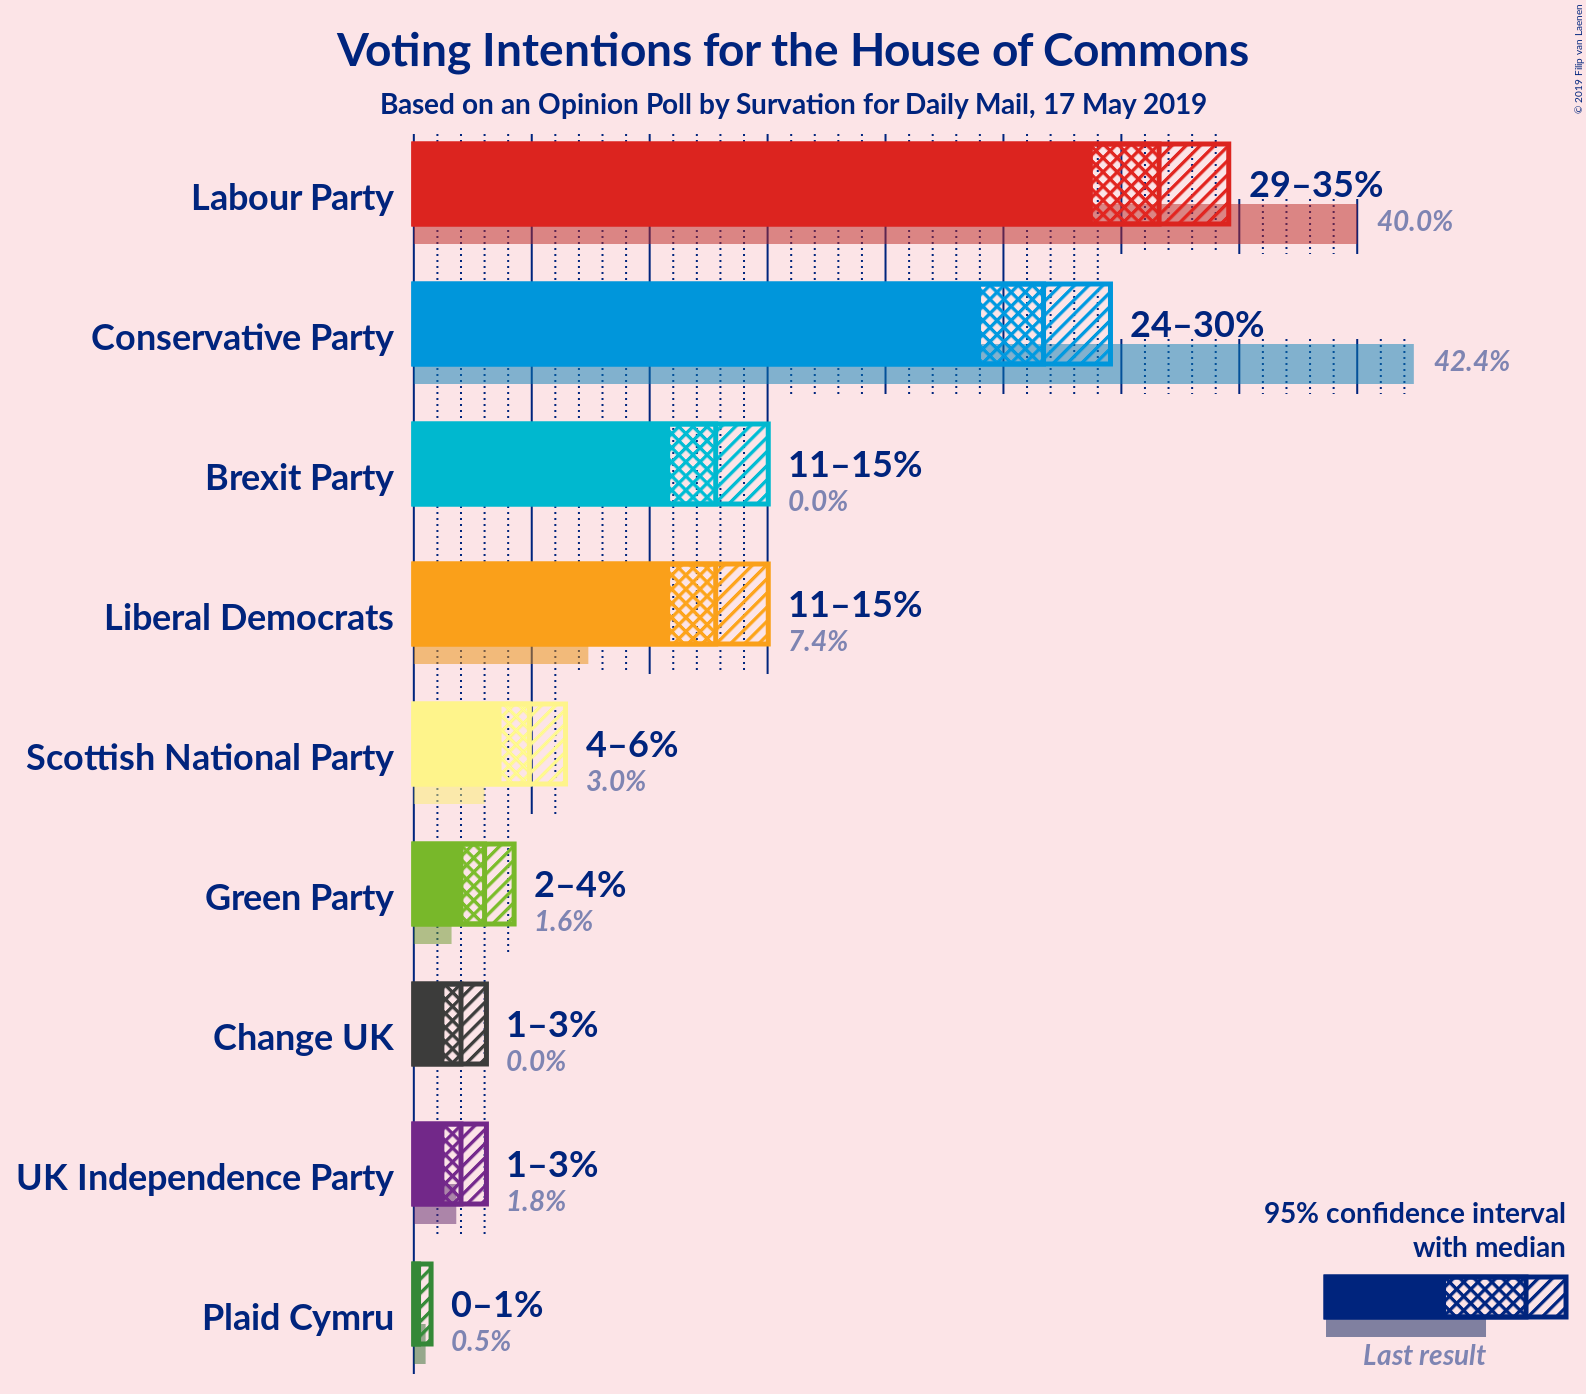 Voting Intentions for the House of Commons
Based on an Opinion Poll by Survation for Daily Mail, 17 May 2019
© 2019 Filip van Laenen
Labour Party
29–35%
40.0%
Conservative Party
24–30%
42.4%
Brexit Party
11–15%
0.0%
Liberal Democrats
11–15%
7.4%
Scottish National Party
4–6%
3.0%
Green Party
2–4%
1.6%
Change UK
1–3%
0.0%
UK Independence Party
1–3%
1.8%
Plaid Cymru
0–1%
0.5%
95% confidence interval
with median
Last result